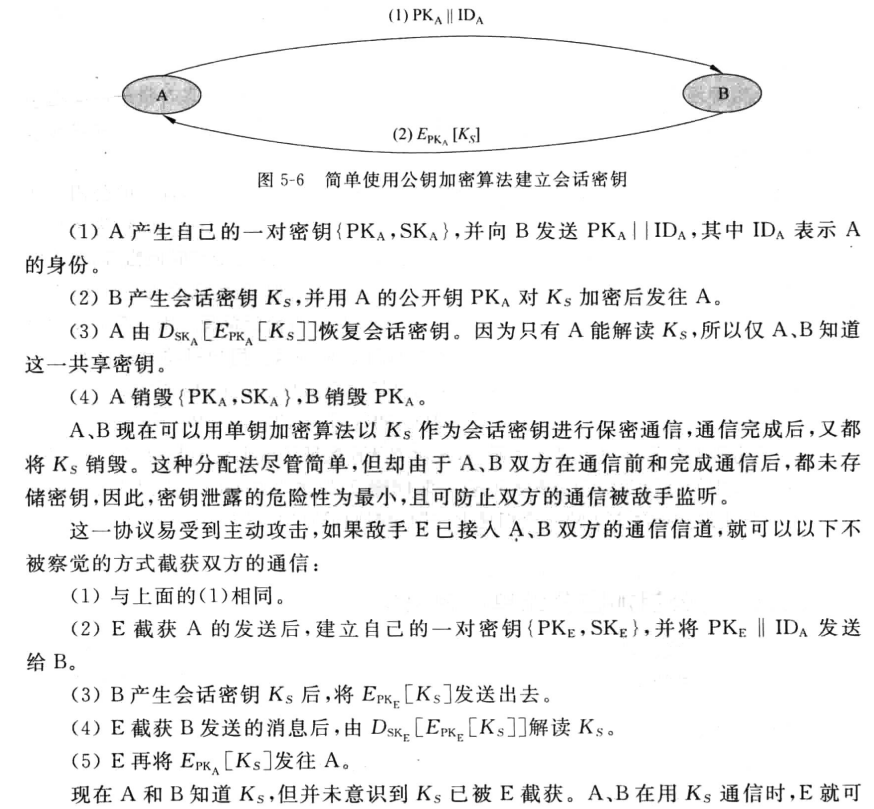 (1) PK_A ‖ ID_A
A
B
(2) E_{PK_A} [K_S]
图 5-6 简单使用公钥加密算法建立会话密钥
(1) A 产生自己的一对密钥{PK_A,SK_A},并向 B 发送 PK_A||ID_A,其中 ID_A 表示 A
的身份。
(2) B 产生会话密钥 K_S,并用 A 的公开钥 PK_A 对 K_S 加密后发往 A。
(3) A 由 D_{SK_A}[E_{PK_A}[K_S]]恢复会话密钥。因为只有 A 能解读 K_S,所以仅 A、B 知道
这一共享密钥。
(4) A 销毁{PK_A,SK_A},B 销毁 PK_A。
A、B 现在可以用单钥加密算法以 K_S 作为会话密钥进行保密通信,通信完成后,又都
将 K_S 销毁。这种分配法尽管简单,但却由于 A、B 双方在通信前和完成通信后,都未存
储密钥,因此,密钥泄露的危险性为最小,且可防止双方的通信被敌手监听。
这一协议易受到主动攻击,如果敌手 E 已接入 A、B 双方的通信信道,就可以以下不
被察觉的方式截获双方的通信:
(1) 与上面的(1)相同。
(2) E 截获 A 的发送后,建立自己的一对密钥{PK_E,SK_E},并将 PK_E ‖ ID_A 发送
给 B。
(3) B 产生会话密钥 K_S 后,将 E_{PK_E}[K_S]发送出去。
(4) E 截获 B 发送的消息后,由 D_{SK_E}[E_{PK_E}[K_S]]解读 K_S。
(5) E 再将 E_{PK_A}[K_S]发往 A。
现在 A 和 B 知道 K_S,但并未意识到 K_S 已被 E 截获。A、B 在用 K_S 通信时,E 就可